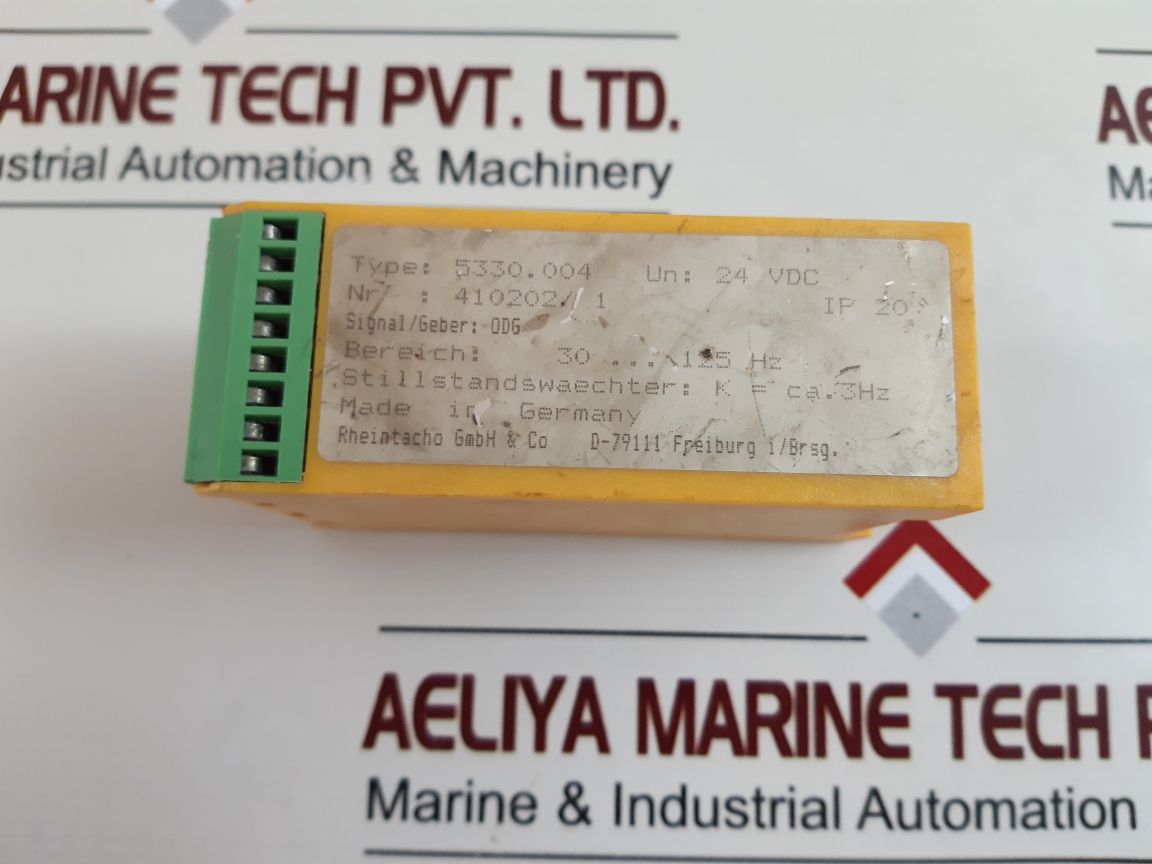 ARINE TECH PVT. LTD.
ustrial Automation & Machinery
AE
Ma
Type: 5330.004 Un: 24 VDC
Nr : 410202/ 1 IP 20
Signal/Geber: ODG
Bereich: 30 ... 125 Hz
Stillstandswaechter: K = ca.3Hz
Made in Germany
Rheintacho GmbH & Co D-79111 Freiburg i/Brsg.
AELIYA MARINE TECH P
Marine & Industrial Automation